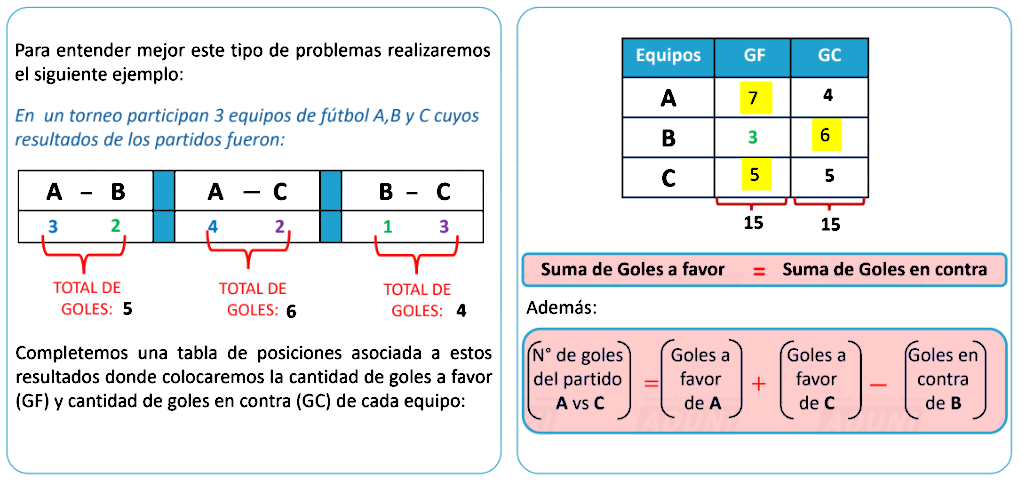 Para entender mejor este tipo de problemas realizaremos
el siguiente ejemplo:
En un torneo participan 3 equipos de fútbol A,B y C cuyos
resultados de los partidos fueron:
A – B A – C B – C
3 2 4 2 1 3
TOTAL DE GOLES: 5
TOTAL DE GOLES: 6
TOTAL DE GOLES: 4
Completemos una tabla de posiciones asociada a estos
resultados donde colocaremos la cantidad de goles a favor
(GF) y cantidad de goles en contra (GC) de cada equipo:
Equipos GF GC
A 7 4
B 3 6
C 5 5
15 15
Suma de Goles a favor = Suma de Goles en contra
Además:
N° de goles del partido A vs C = Goles a favor de A + Goles a favor de C – Goles en contra de B